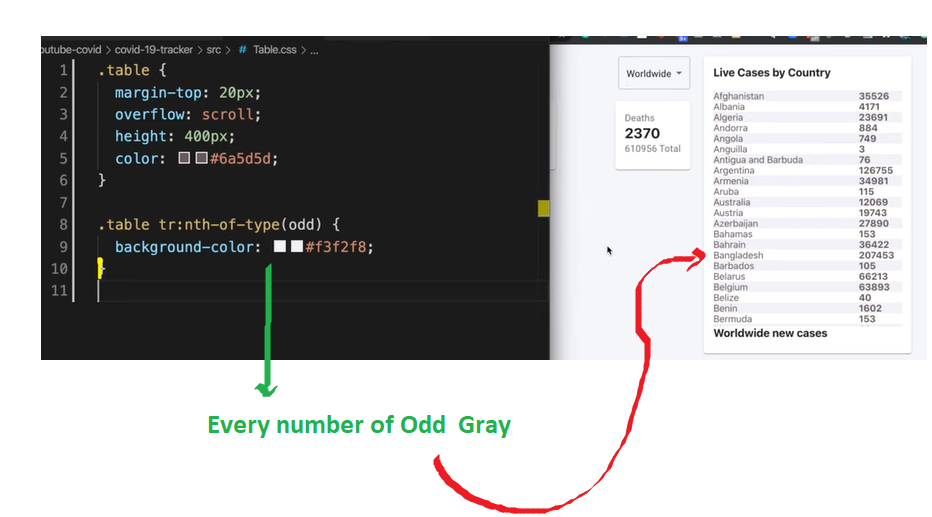 outube-covid > covid-19-tracker > src > # Table.css > ...
1 .table {
2 margin-top: 20px;
3 overflow: scroll;
4 height: 400px;
5 color: #6a5d5d;
6 }
7
8 .table tr:nth-of-type(odd) {
9 background-color: #f3f2f8;
10 }
11
Worldwide
Deaths
2370
610956 Total
Live Cases by Country
Afghanistan 35526
Albania 4171
Algeria 23691
Andorra 884
Angola 749
Anguilla 3
Antigua and Barbuda 76
Argentina 126755
Armenia 34981
Aruba 115
Australia 12069
Austria 19743
Azerbaijan 27890
Bahamas 153
Bahrain 36422
Bangladesh 207453
Barbados 105
Belarus 66213
Belgium 63893
Belize 40
Benin 1602
Bermuda 153
Worldwide new cases
Every number of Odd Gray